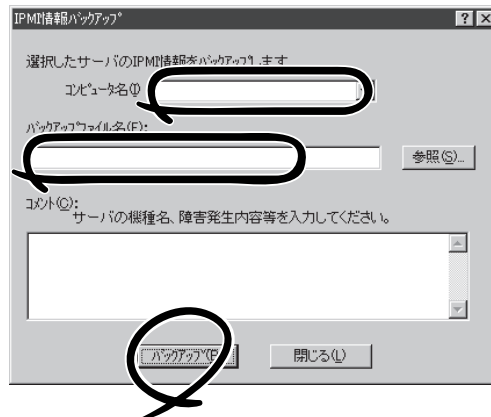 IPMI情報バックアップ
選択したサーバのIPMI情報をバックアップします
コンピュータ名(I)
バックアップファイル名(F):
参照(S)...
コメント(C):
サーバの機種名、障害発生内容等を入力してください。
バックアップ(P)
閉じる(L)